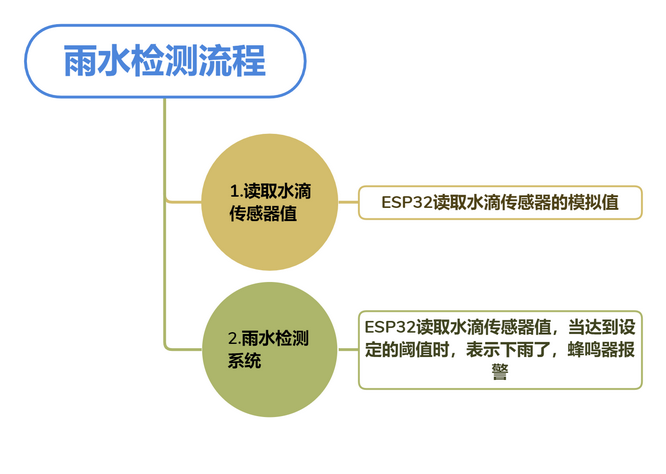 雨水检测流程
1.读取水滴
传感器值
ESP32读取水滴传感器的模拟值
2.雨水检测
系统
ESP32读取水滴传感器值，当达到设
定的阈值时，表示下雨了，蜂鸣器报
警